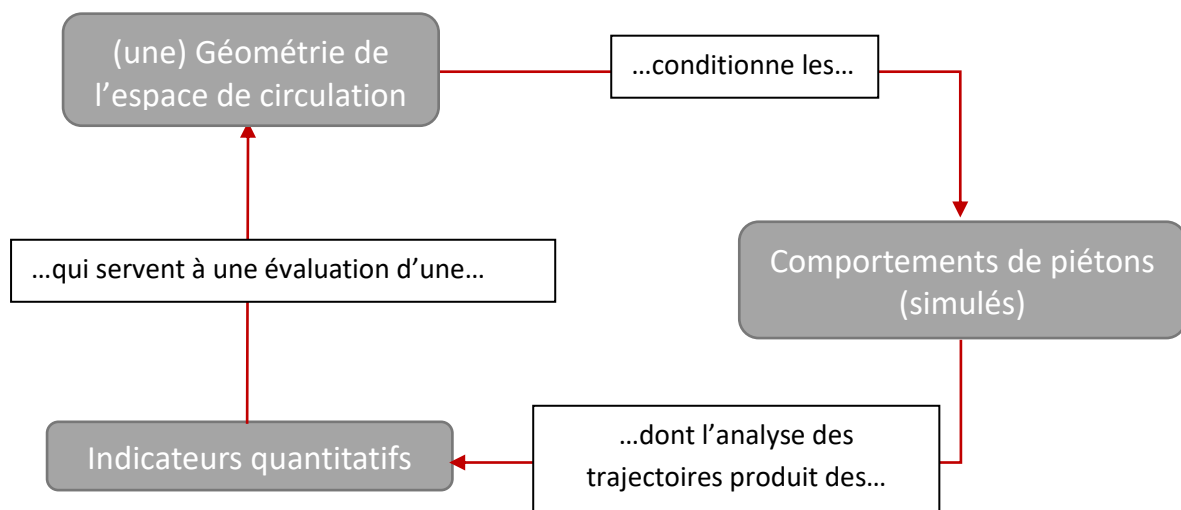 (une) Géométrie de
l’espace de circulation
…conditionne les…
Comportements de piétons
(simulés)
…dont l’analyse des
trajectoires produit des…
Indicateurs quantitatifs
…qui servent à une évaluation d’une…